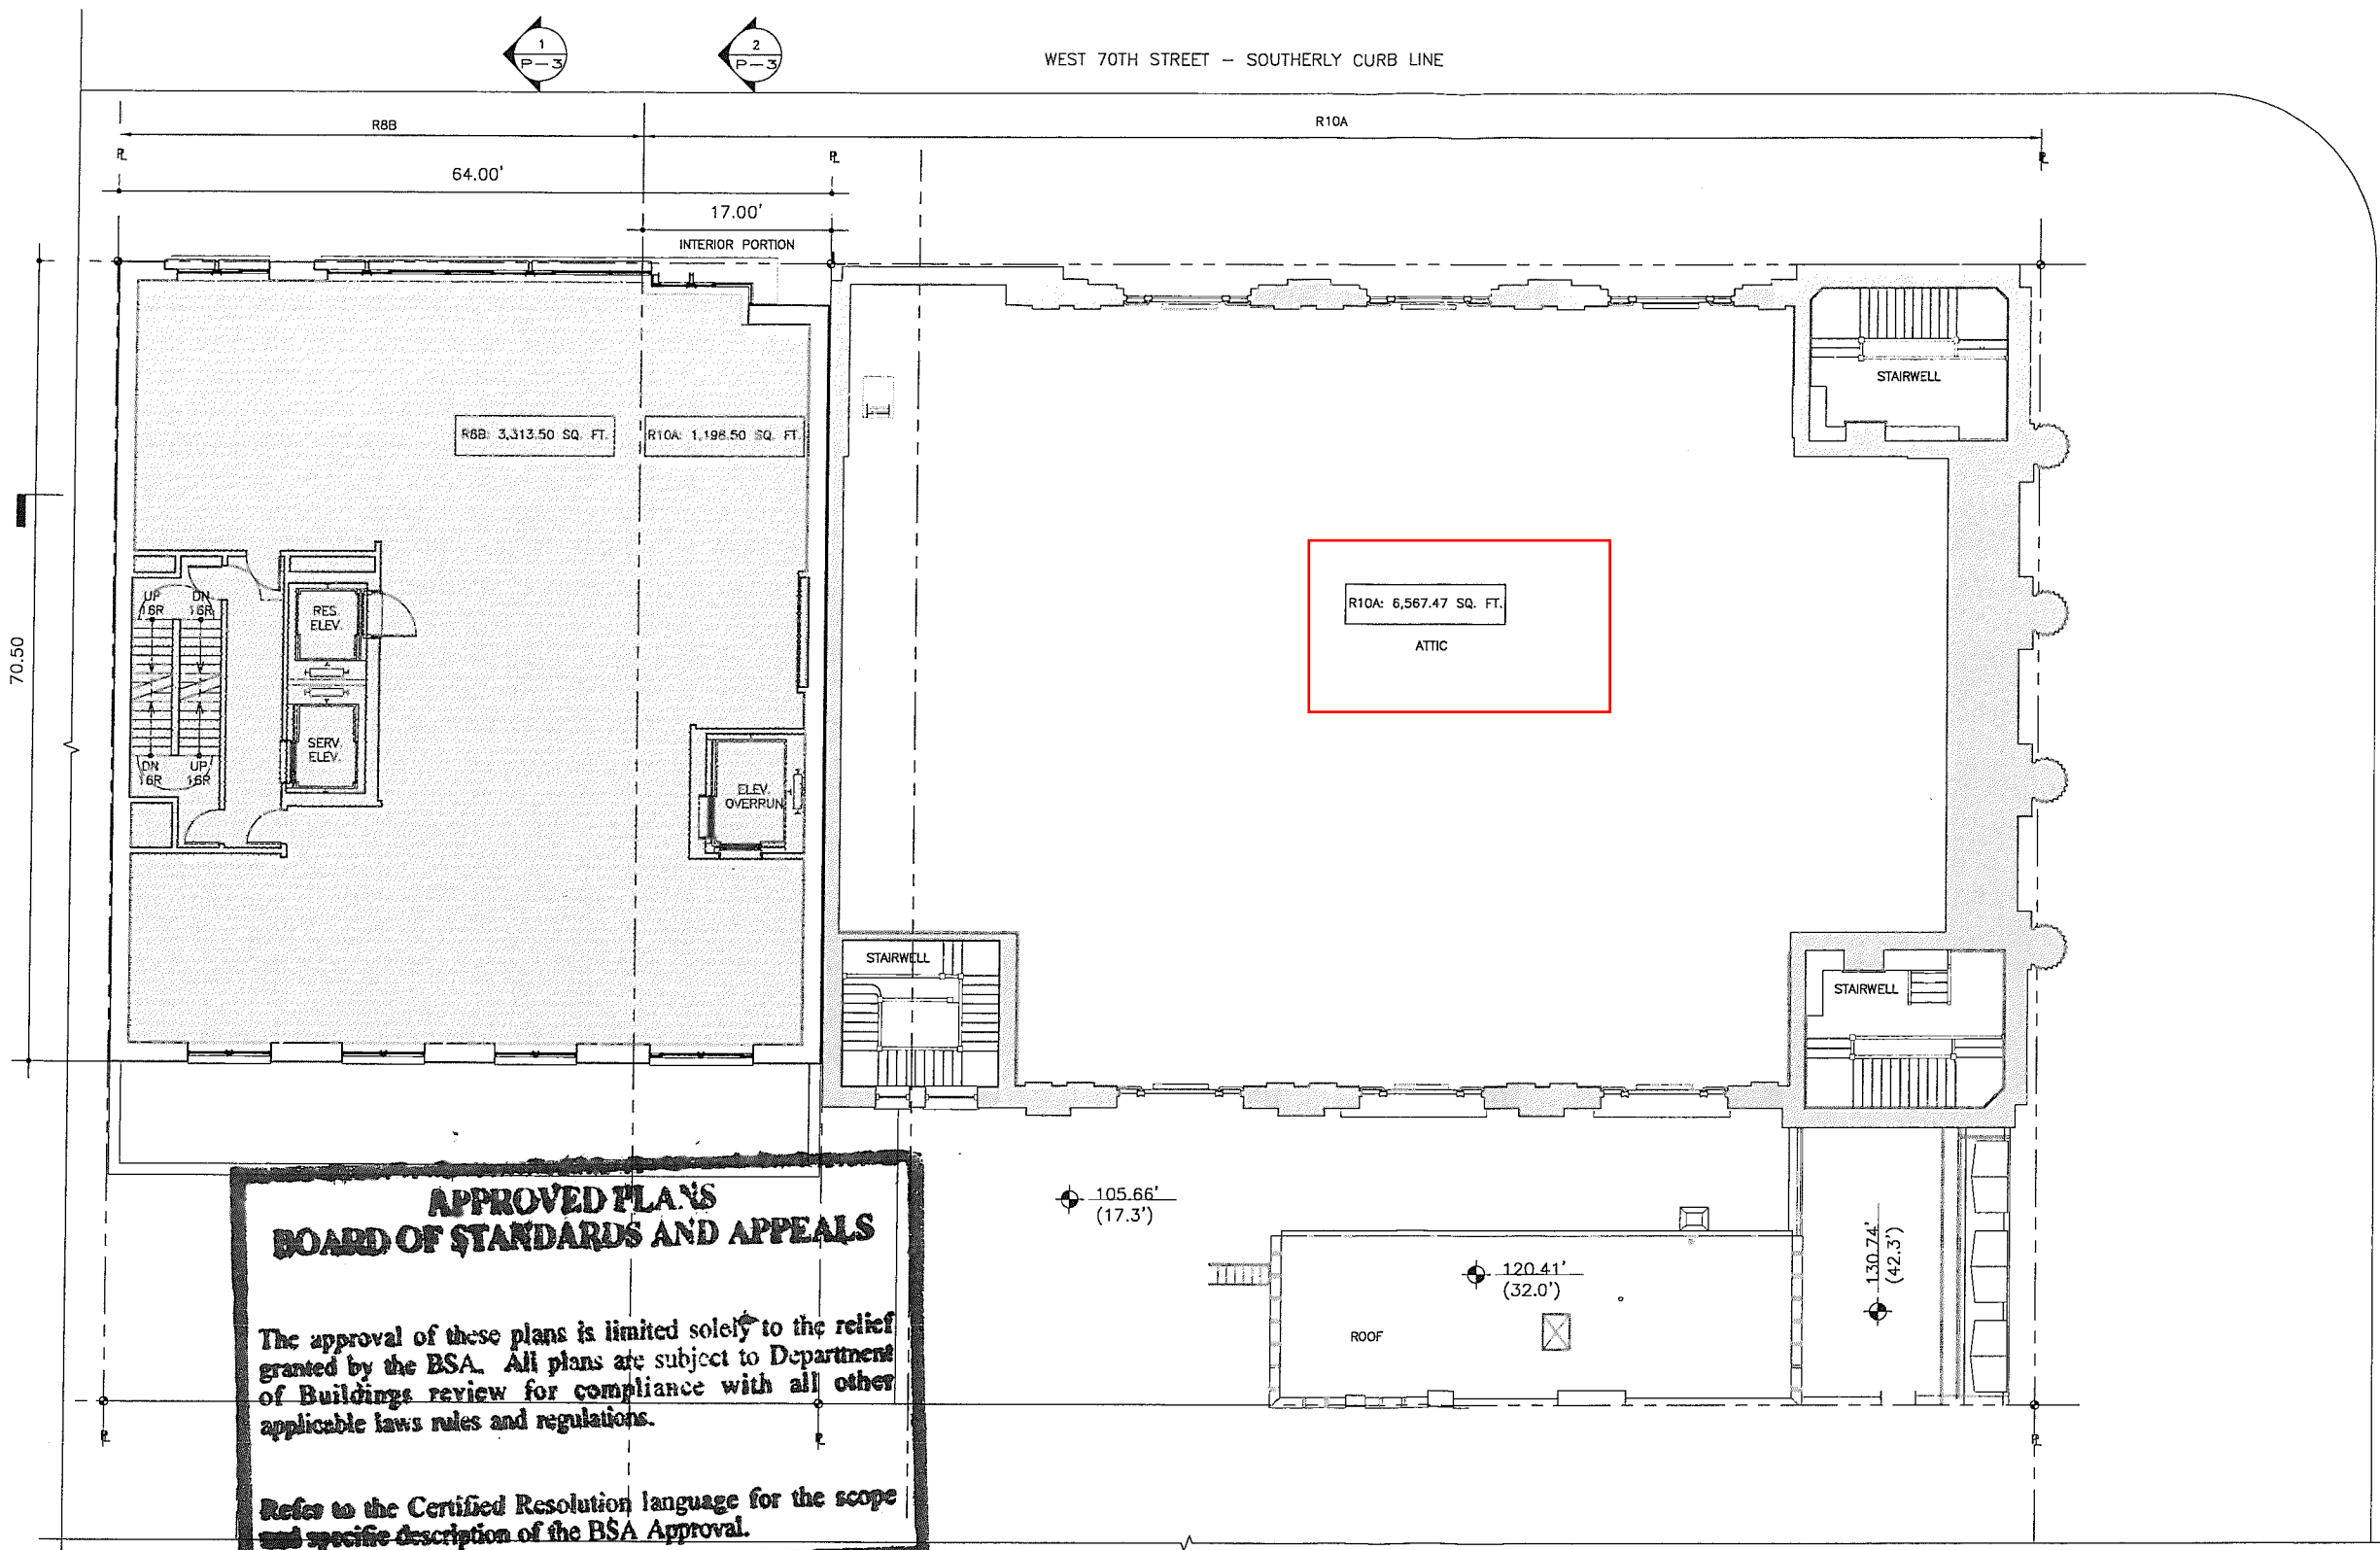 1
P-3
2
P-3
WEST 70TH STREET – SOUTHERLY CURB LINE
R8B
R10A
64.00'
17.00'
INTERIOR PORTION
STAIRWELL
R8B: 3,313.50 SQ. FT.
R10A: 1,198.50 SQ. FT.
R10A: 6,567.47 SQ. FT.
ATTIC
70.50
UP
16R
DN
16R
RES.
ELEV.
SERV.
ELEV.
DN
16R
UP
16R
ELEV.
OVERRUN
STAIRWELL
STAIRWELL
105.66'
(17.3')
120.41'
(32.0')
130.74'
(42.3')
ROOF
APPROVED PLANS
BOARD OF STANDARDS AND APPEALS
The approval of these plans is limited solely to the relief
granted by the BSA. All plans are subject to Department
of Buildings review for compliance with all other
applicable laws rules and regulations.
Refer to the Certified Resolution language for the scope
and specific description of the BSA Approval.